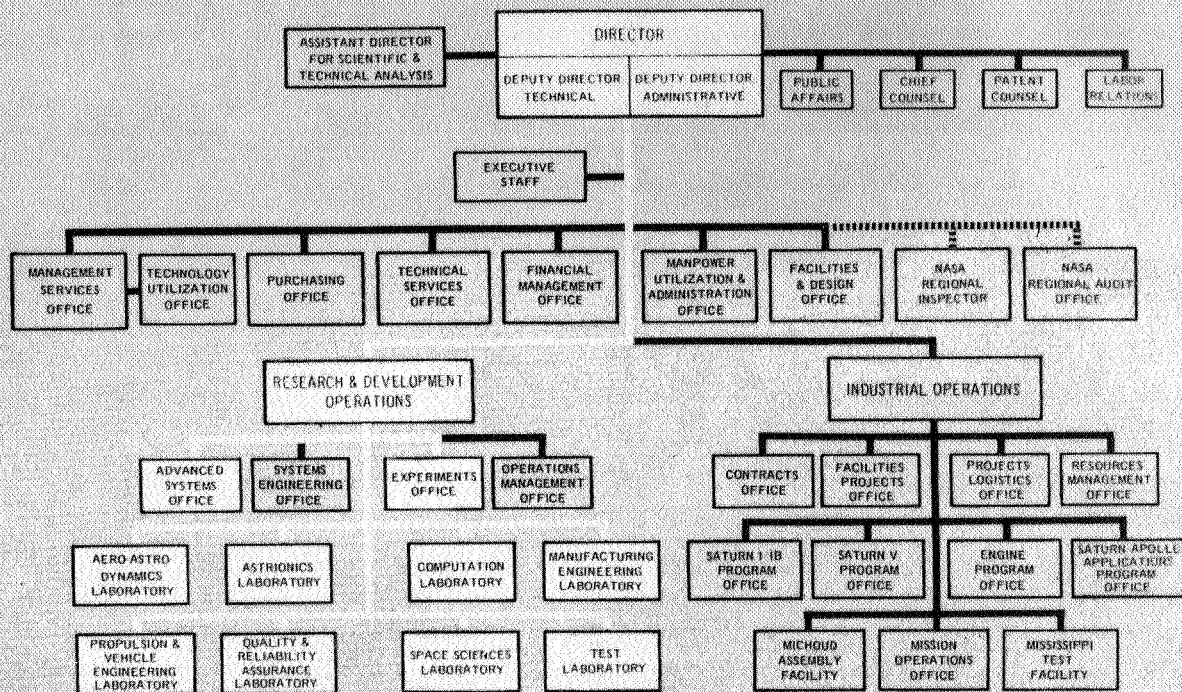 ASSISTANT DIRECTOR
FOR SCIENTIFIC &
TECHNICAL ANALYSIS
DIRECTOR
DEPUTY DIRECTOR
TECHNICAL
DEPUTY DIRECTOR
ADMINISTRATIVE
PUBLIC
AFFAIRS
CHIEF
COUNSEL
PATENT
COUNSEL
LABOR
RELATIONS
EXECUTIVE
STAFF
MANAGEMENT
SERVICES
OFFICE
TECHNOLOGY
UTILIZATION
OFFICE
PURCHASING
OFFICE
TECHNICAL
SERVICES
OFFICE
FINANCIAL
MANAGEMENT
OFFICE
MANPOWER
UTILIZATION &
ADMINISTRATION
OFFICE
FACILITIES
& DESIGN
OFFICE
NASA
REGIONAL
INSPECTOR
NASA
REGIONAL AUDIT
OFFICE
RESEARCH & DEVELOPMENT
OPERATIONS
INDUSTRIAL OPERATIONS
ADVANCED
SYSTEMS
OFFICE
SYSTEMS
ENGINEERING
OFFICE
EXPERIMENTS
OFFICE
OPERATIONS
MANAGEMENT
OFFICE
CONTRACTS
OFFICE
FACILITIES
PROJECTS
OFFICE
PROJECTS
LOGISTICS
OFFICE
RESOURCES
MANAGEMENT
OFFICE
AERO-ASTRO
DYNAMICS
LABORATORY
ASTRIONICS
LABORATORY
COMPUTATION
LABORATORY
MANUFACTURING
ENGINEERING
LABORATORY
SATURN I-IB
PROGRAM
OFFICE
SATURN V
PROGRAM
OFFICE
ENGINE
PROGRAM
OFFICE
SATURN-APOLLO
APPLICATIONS
PROGRAM
OFFICE
PROPULSION &
VEHICLE
ENGINEERING
LABORATORY
QUALITY &
RELIABILITY
ASSURANCE
LABORATORY
SPACE SCIENCES
LABORATORY
TEST
LABORATORY
MICHOUD
ASSEMBLY
FACILITY
MISSION
OPERATIONS
OFFICE
MISSISSIPPI
TEST
FACILITY